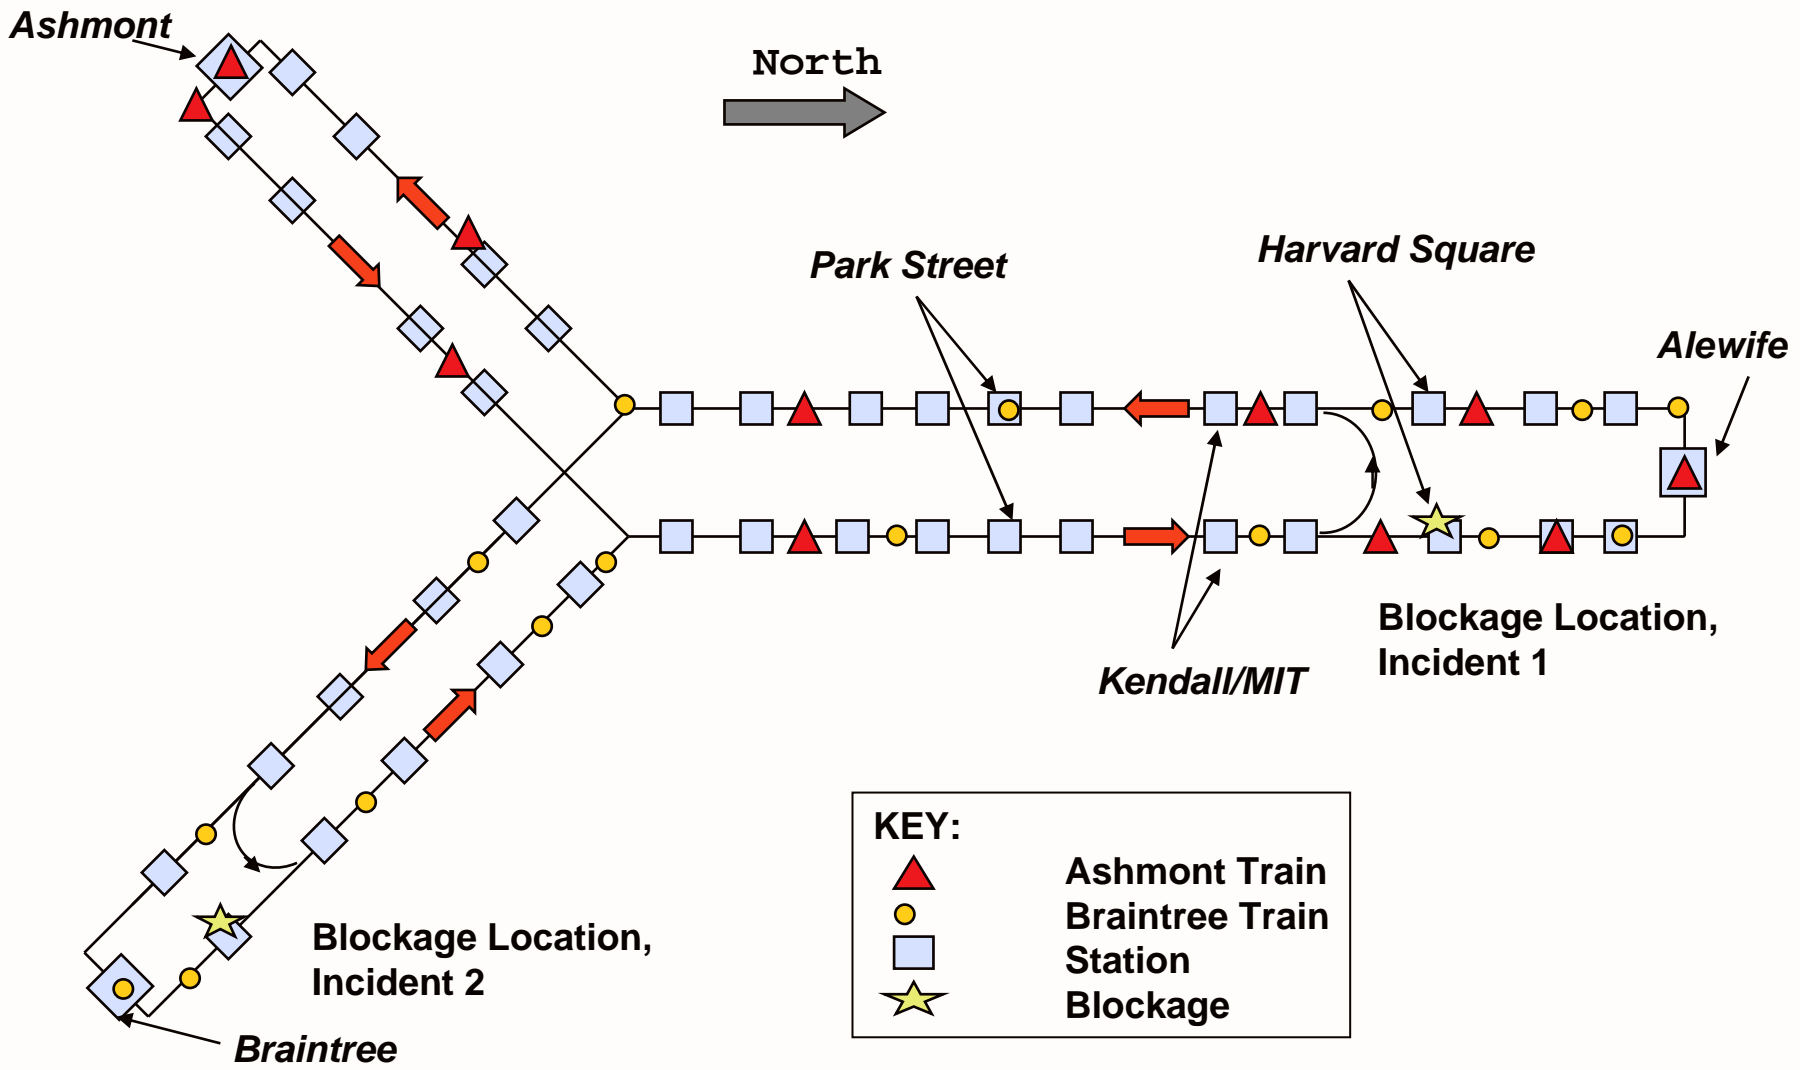 Ashmont
North
Park Street
Harvard Square
Alewife
Kendall/MIT
Blockage Location,
Incident 1
KEY:
Ashmont Train
Braintree Train
Station
Blockage
Blockage Location,
Incident 2
Braintree